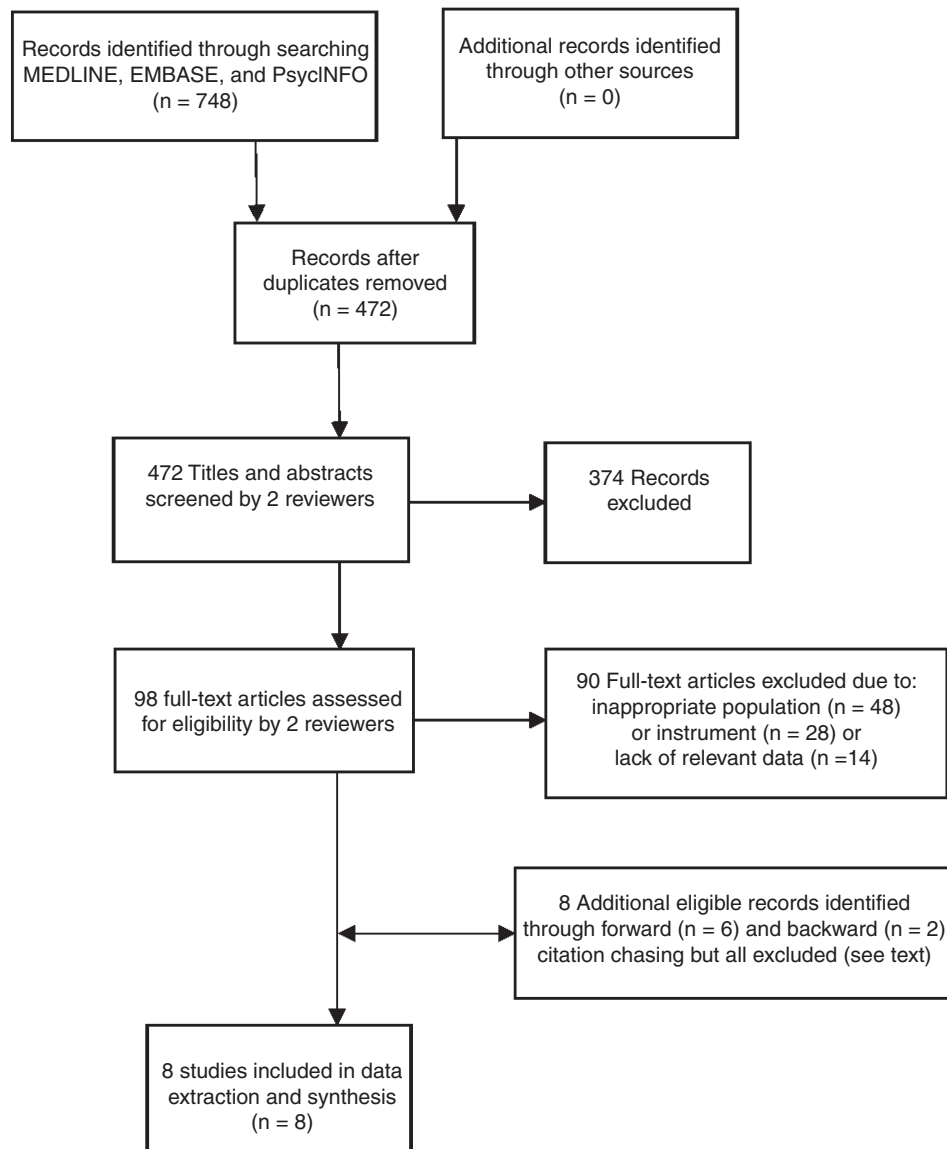 Records identified through searching
MEDLINE, EMBASE, and PsycINFO
(n = 748)
Additional records identified
through other sources
(n = 0)
Records after
duplicates removed
(n = 472)
472 Titles and abstracts
screened by 2 reviewers
374 Records
excluded
98 full-text articles assessed
for eligibility by 2 reviewers
90 Full-text articles excluded due to:
inappropriate population (n = 48)
or instrument (n = 28) or
lack of relevant data (n =14)
8 Additional eligible records identified
through forward (n = 6) and backward (n = 2)
citation chasing but all excluded (see text)
8 studies included in data
extraction and synthesis
(n = 8)